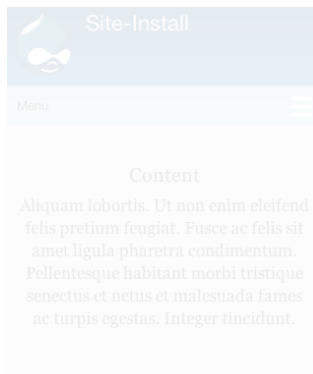 Site-Install
Menu
Content
Aliquam lobortis. Ut non enim eleifend
felis pretium feugiat. Fusce ac felis sit
amet ligula pharetra condimentum.
Pellentesque habitant morbi tristique
senectus et netus et malesuada fames
ac turpis egestas. Integer tincidunt.